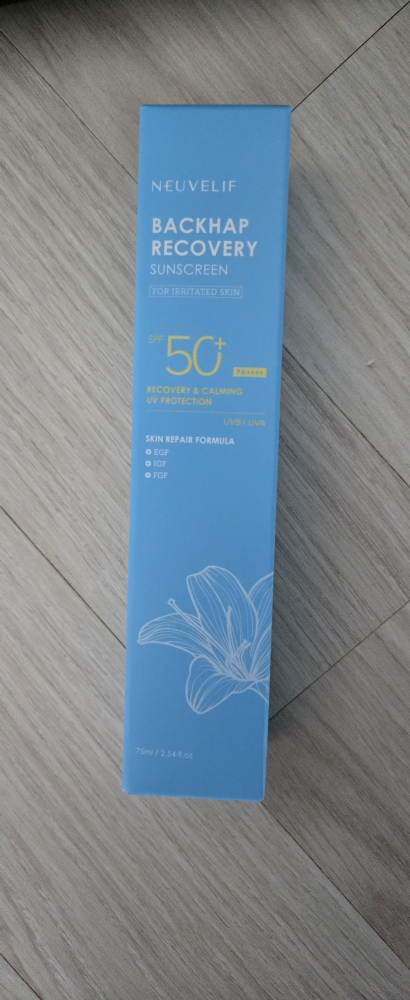 NEUVELIF
BACKHAP
RECOVERY
SUNSCREEN
FOR IRRITATED SKIN
SPF 50+
PA++++
RECOVERY & CALMING
UV PROTECTION
UVB · UVA
SKIN REPAIR FORMULA
EGF
IGF
FGF
75ml / 2.54 fl.oz